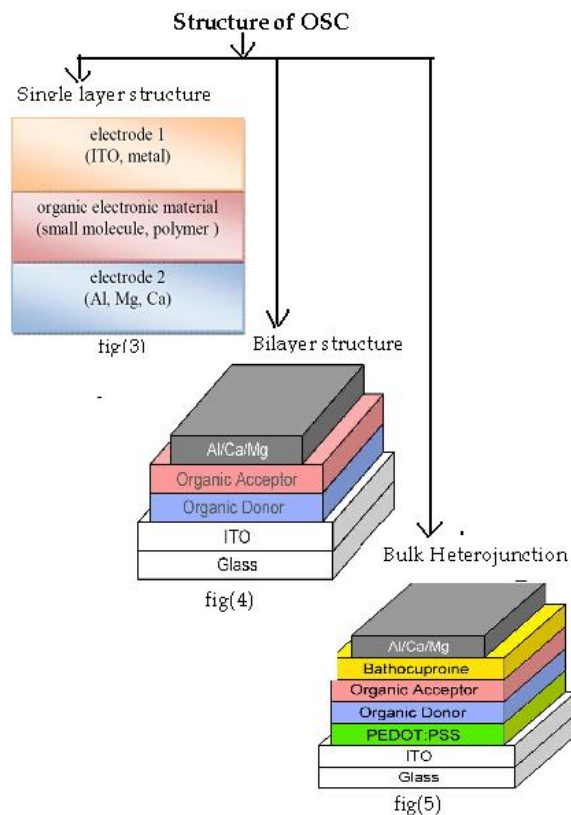 Structure of OSC
Single layer structure
electrode 1
(ITO, metal)
organic electronic material
(small molecule, polymer )
electrode 2
(Al, Mg, Ca)
fig(3)
Bilayer structure
Al/Ca/Mg
Organic Acceptor
Organic Donor
ITO
Glass
fig(4)
Bulk Heterojunction
Al/Ca/Mg
Bathocuproine
Organic Acceptor
Organic Donor
PEDOT:PSS
ITO
Glass
fig(5)